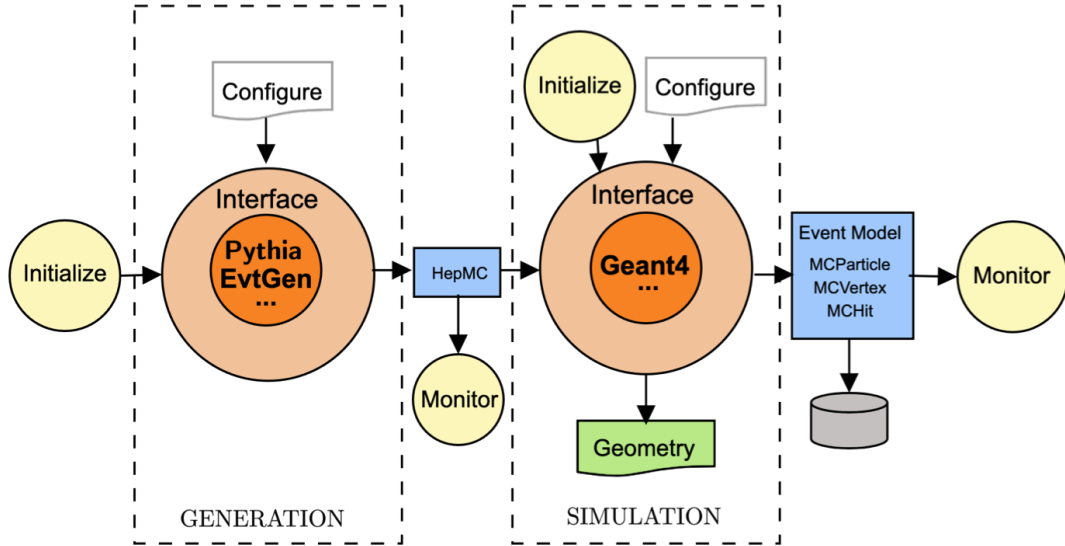 Initialize
Configure
Interface
Pythia
EvtGen
...
GENERATION
HepMC
Monitor
Initialize
Configure
Interface
Geant4
...
Geometry
SIMULATION
Event Model
MCParticle
MCVertex
MCHit
Monitor